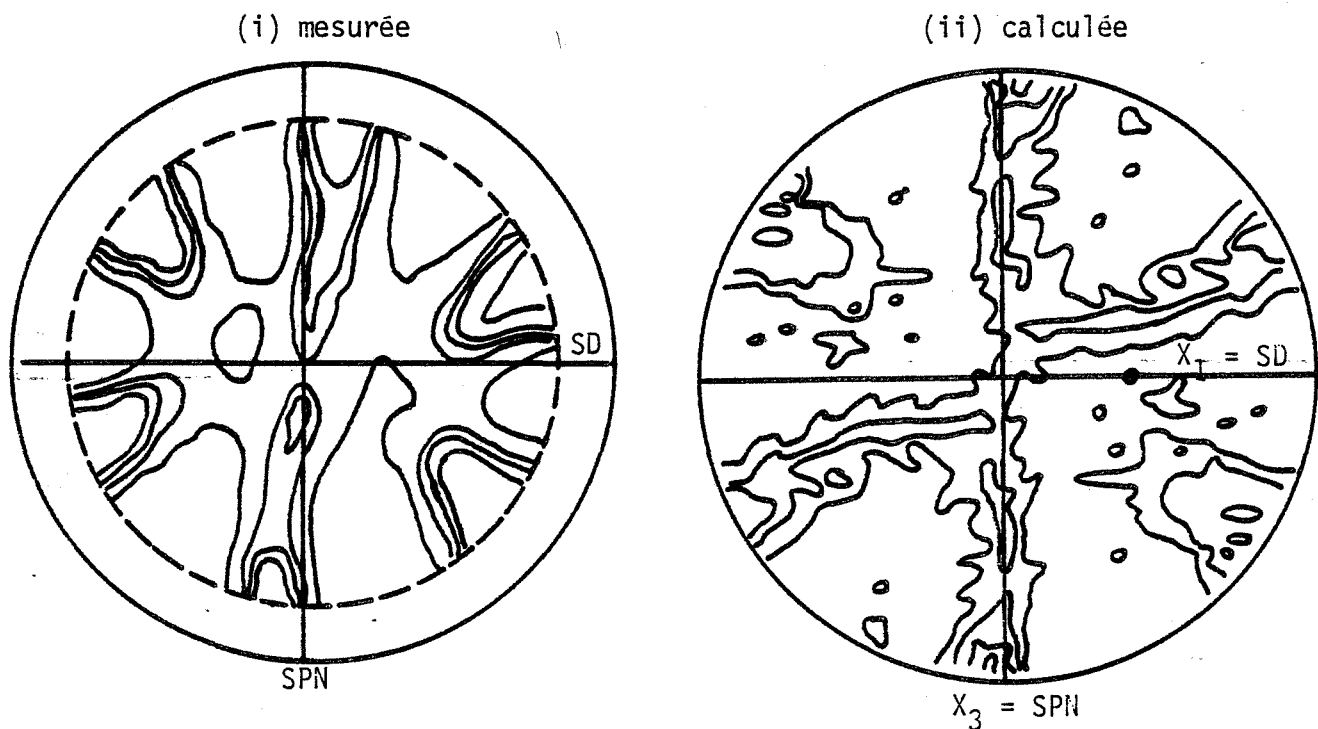 (i) mesurée
(ii) calculée
SD
SPN
X₁ = SD
X₃ = SPN